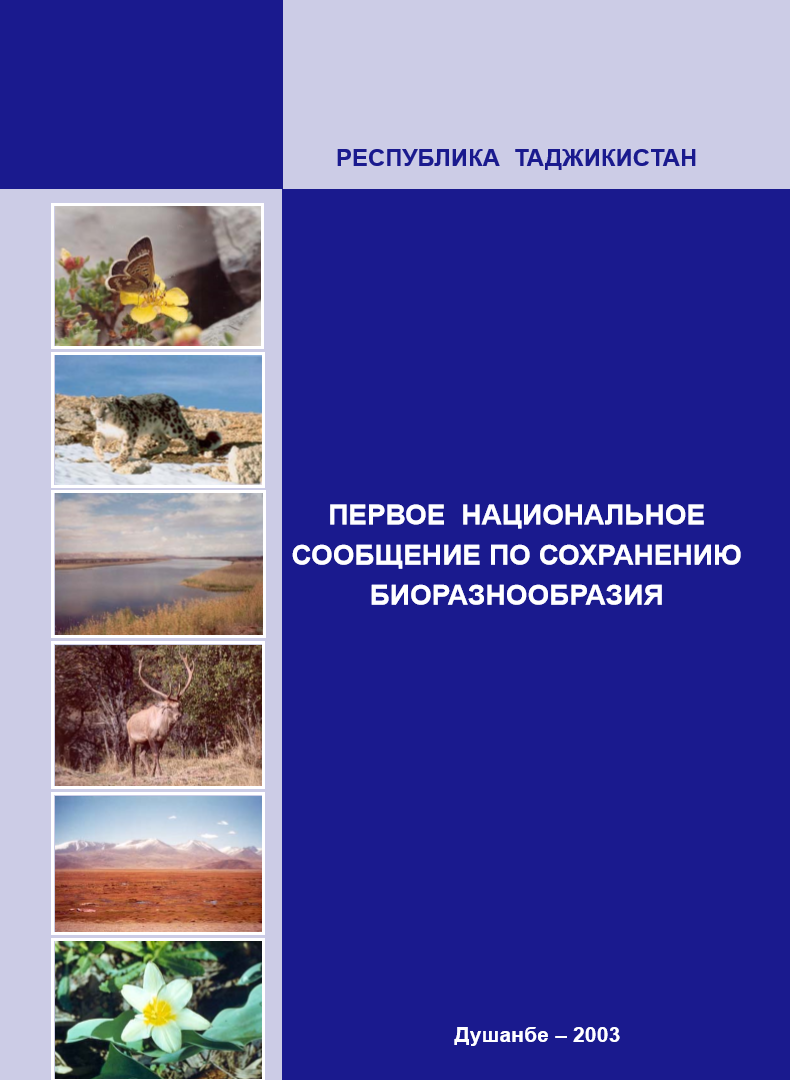 РЕСПУБЛИКА ТАДЖИКИСТАН
ПЕРВОЕ НАЦИОНАЛЬНОЕ
СООБЩЕНИЕ ПО СОХРАНЕНИЮ
БИОРАЗНООБРАЗИЯ
Душанбе – 2003